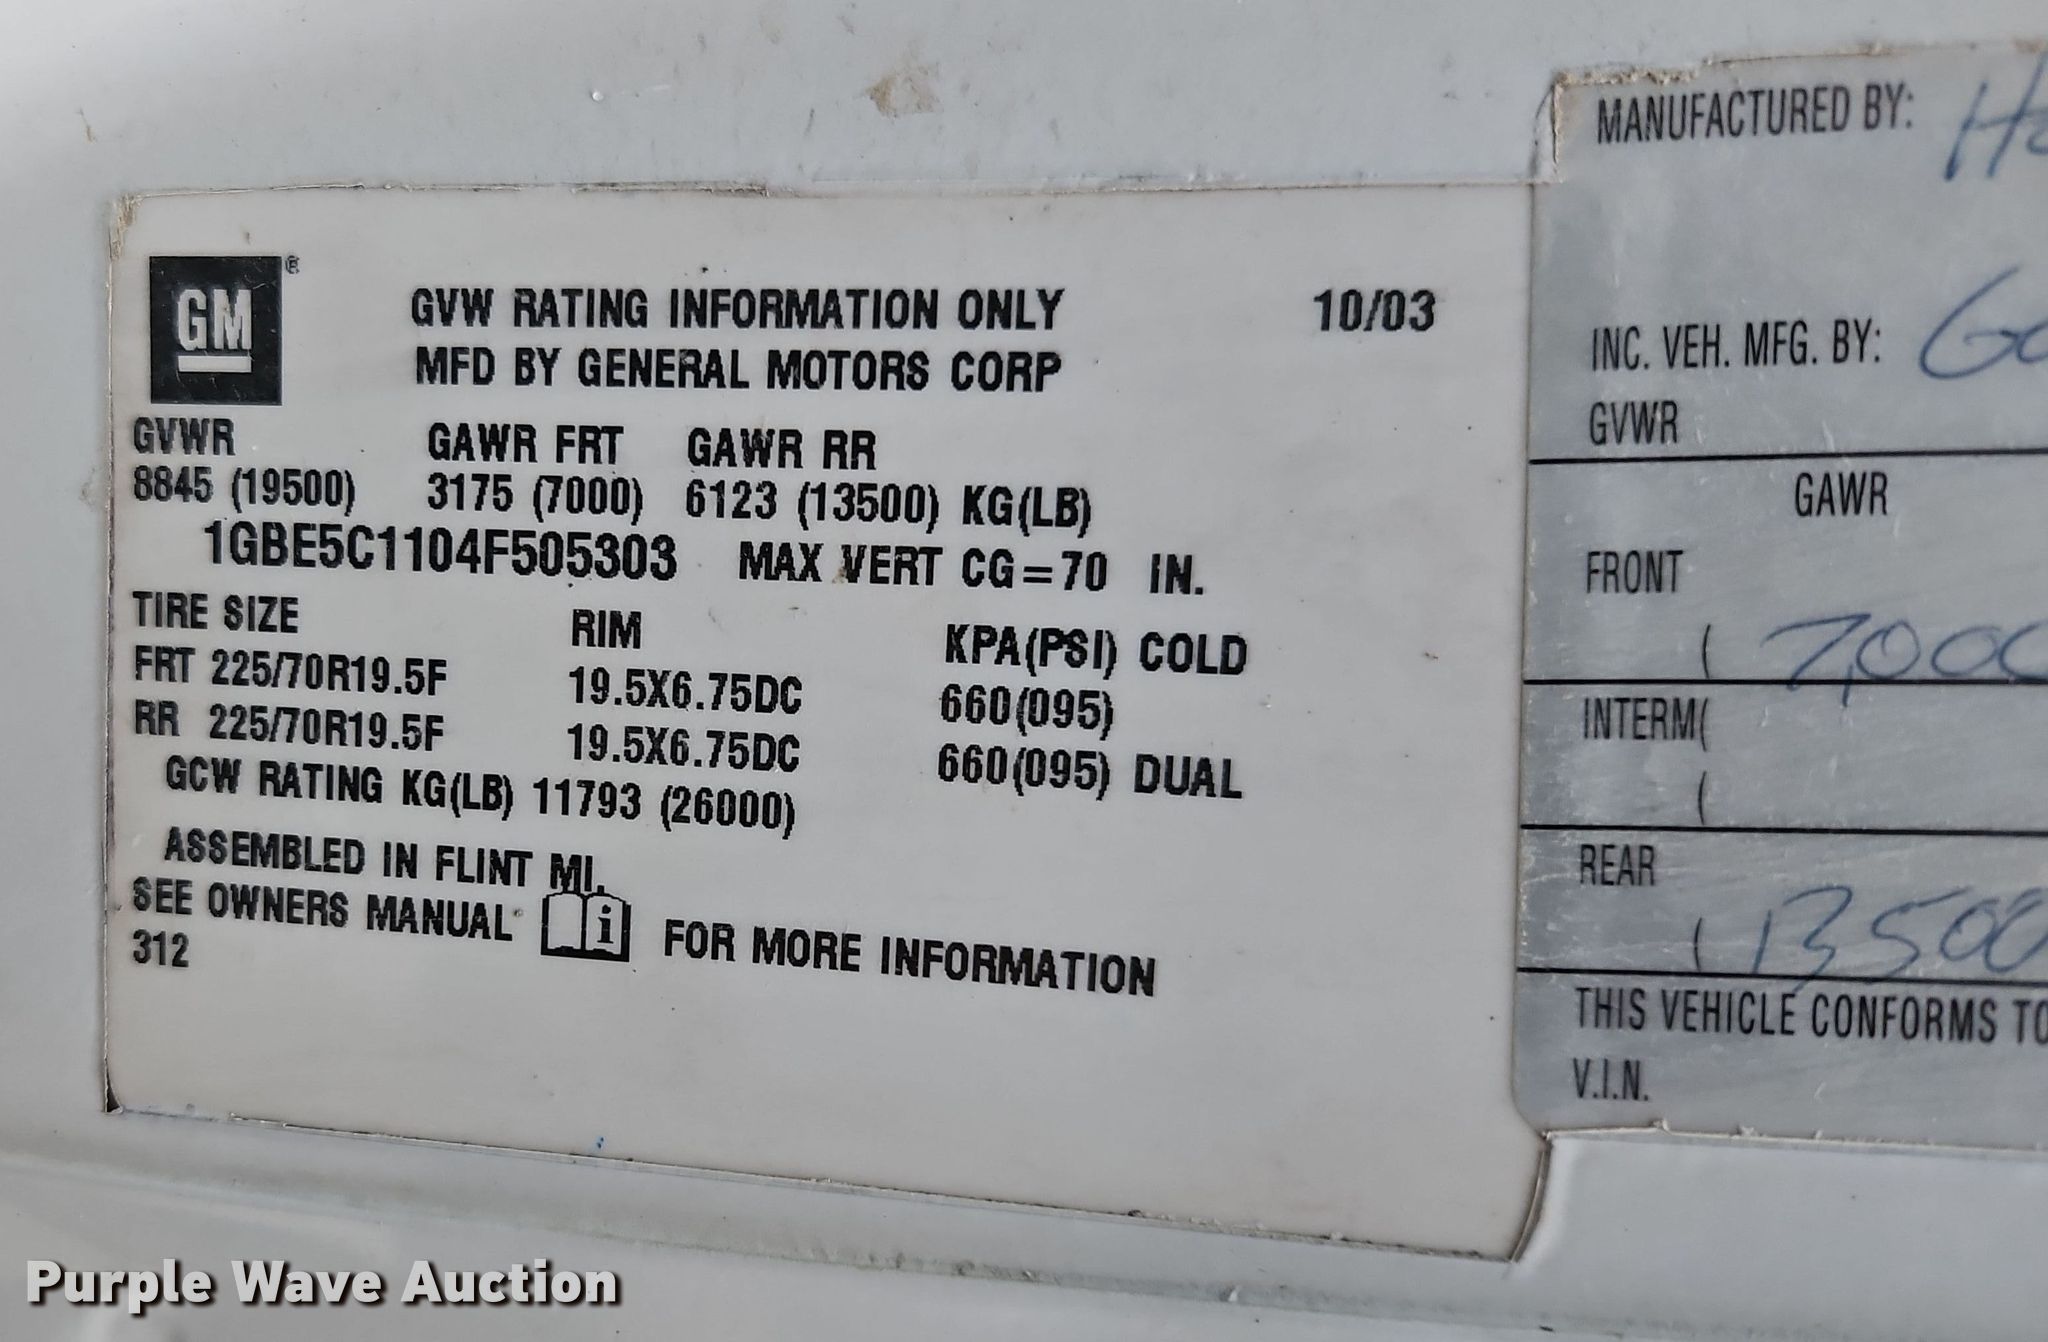 GM®
GVW RATING INFORMATION ONLY 10/03
MFD BY GENERAL MOTORS CORP
GVWR GAWR FRT GAWR RR
8845 (19500) 3175 (7000) 6123 (13500) KG(LB)
1GBE5C1104F505303 MAX VERT CG=70 IN.
TIRE SIZE RIM KPA(PSI) COLD
FRT 225/70R19.5F 19.5X6.75DC 660(095)
RR 225/70R19.5F 19.5X6.75DC 660(095) DUAL
GCW RATING KG(LB) 11793 (26000)
ASSEMBLED IN FLINT MI.
SEE OWNERS MANUAL i FOR MORE INFORMATION
312
MANUFACTURED BY:
INC. VEH. MFG. BY:
GVWR
GAWR
FRONT
( 7,000
INTERM(
(
REAR
( 13500
THIS VEHICLE CONFORMS TO
V.I.N.
Purple Wave Auction